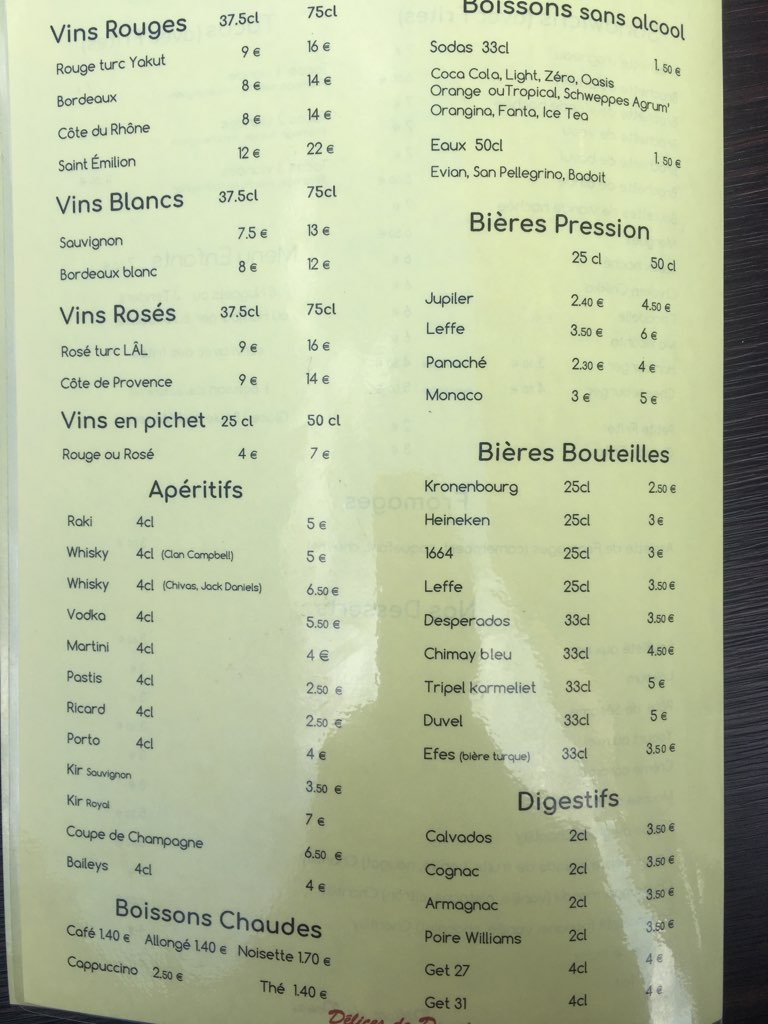 Vins Rouges 37.5cl 75cl
Rouge turc Yakut 9 € 16 €
Bordeaux 8 € 14 €
Côte du Rhône 8 € 14 €
Saint Émilion 12 € 22 €
Vins Blancs 37.5cl 75cl
Sauvignon 7.5 € 13 €
Bordeaux blanc 8 € 12 €
Vins Rosés 37.5cl 75cl
Rosé turc LÂL 9 € 16 €
Côte de Provence 9 € 14 €
Vins en pichet 25 cl 50 cl
Rouge ou Rosé 4 € 7 €
Apéritifs
Raki 4cl 5 €
Whisky 4cl (Clan Campbell) 5 €
Whisky 4cl (Chivas, Jack Daniels) 6.50 €
Vodka 4cl 5.50 €
Martini 4cl 4 €
Pastis 4cl 2.50 €
Ricard 4cl 2.50 €
Porto 4cl 4 €
Kir Sauvignon 3.50 €
Kir Royal 7 €
Coupe de Champagne 6.50 €
Baileys 4cl 4 €
Boissons Chaudes
Café 1.40 € Allongé 1.40 € Noisette 1.70 €
Cappuccino 2.50 € Thé 1.40 €
Boissons sans alcool
Sodas 33cl 1.50 €
Coca Cola, Light, Zéro, Oasis
Orange ouTropical, Schweppes Agrum'
Orangina, Fanta, Ice Tea
Eaux 50cl 1.50 €
Evian, San Pellegrino, Badoit
Bières Pression
25 cl 50 cl
Jupiler 2.40 € 4.50 €
Leffe 3.50 € 6 €
Panaché 2.30 € 4 €
Monaco 3 € 5 €
Bières Bouteilles
Kronenbourg 25cl 2.50 €
Heineken 25cl 3 €
1664 25cl 3 €
Leffe 25cl 3.50 €
Desperados 33cl 3.50 €
Chimay bleu 33cl 4.50 €
Tripel karmeliet 33cl 5 €
Duvel 33cl 5 €
Efes (bière turque) 33cl 3.50 €
Digestifs
Calvados 2cl 3.50 €
Cognac 2cl 3.50 €
Armagnac 2cl 3.50 €
Poire Williams 2cl 3.50 €
Get 27 4cl 4 €
Get 31 4cl 4 €
Délices de